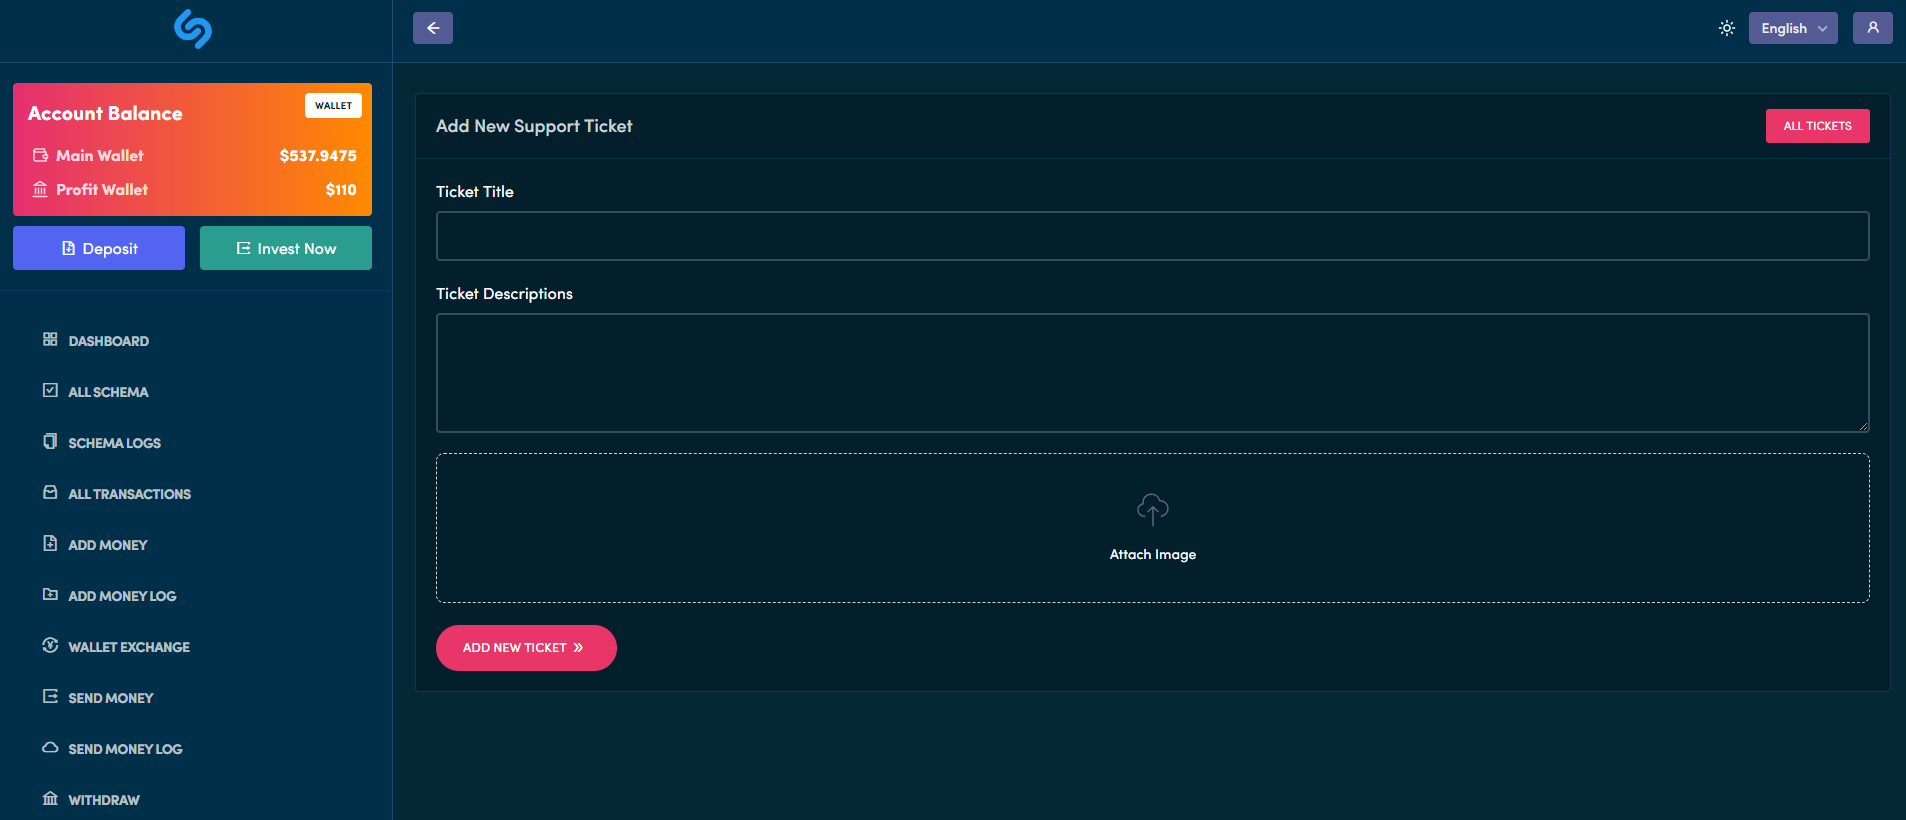 English
Account Balance
WALLET
Main Wallet $537.9475
Profit Wallet $110
Deposit
Invest Now
DASHBOARD
ALL SCHEMA
SCHEMA LOGS
ALL TRANSACTIONS
ADD MONEY
ADD MONEY LOG
WALLET EXCHANGE
SEND MONEY
SEND MONEY LOG
WITHDRAW
Add New Support Ticket
ALL TICKETS
Ticket Title
Ticket Descriptions
Attach Image
ADD NEW TICKET »